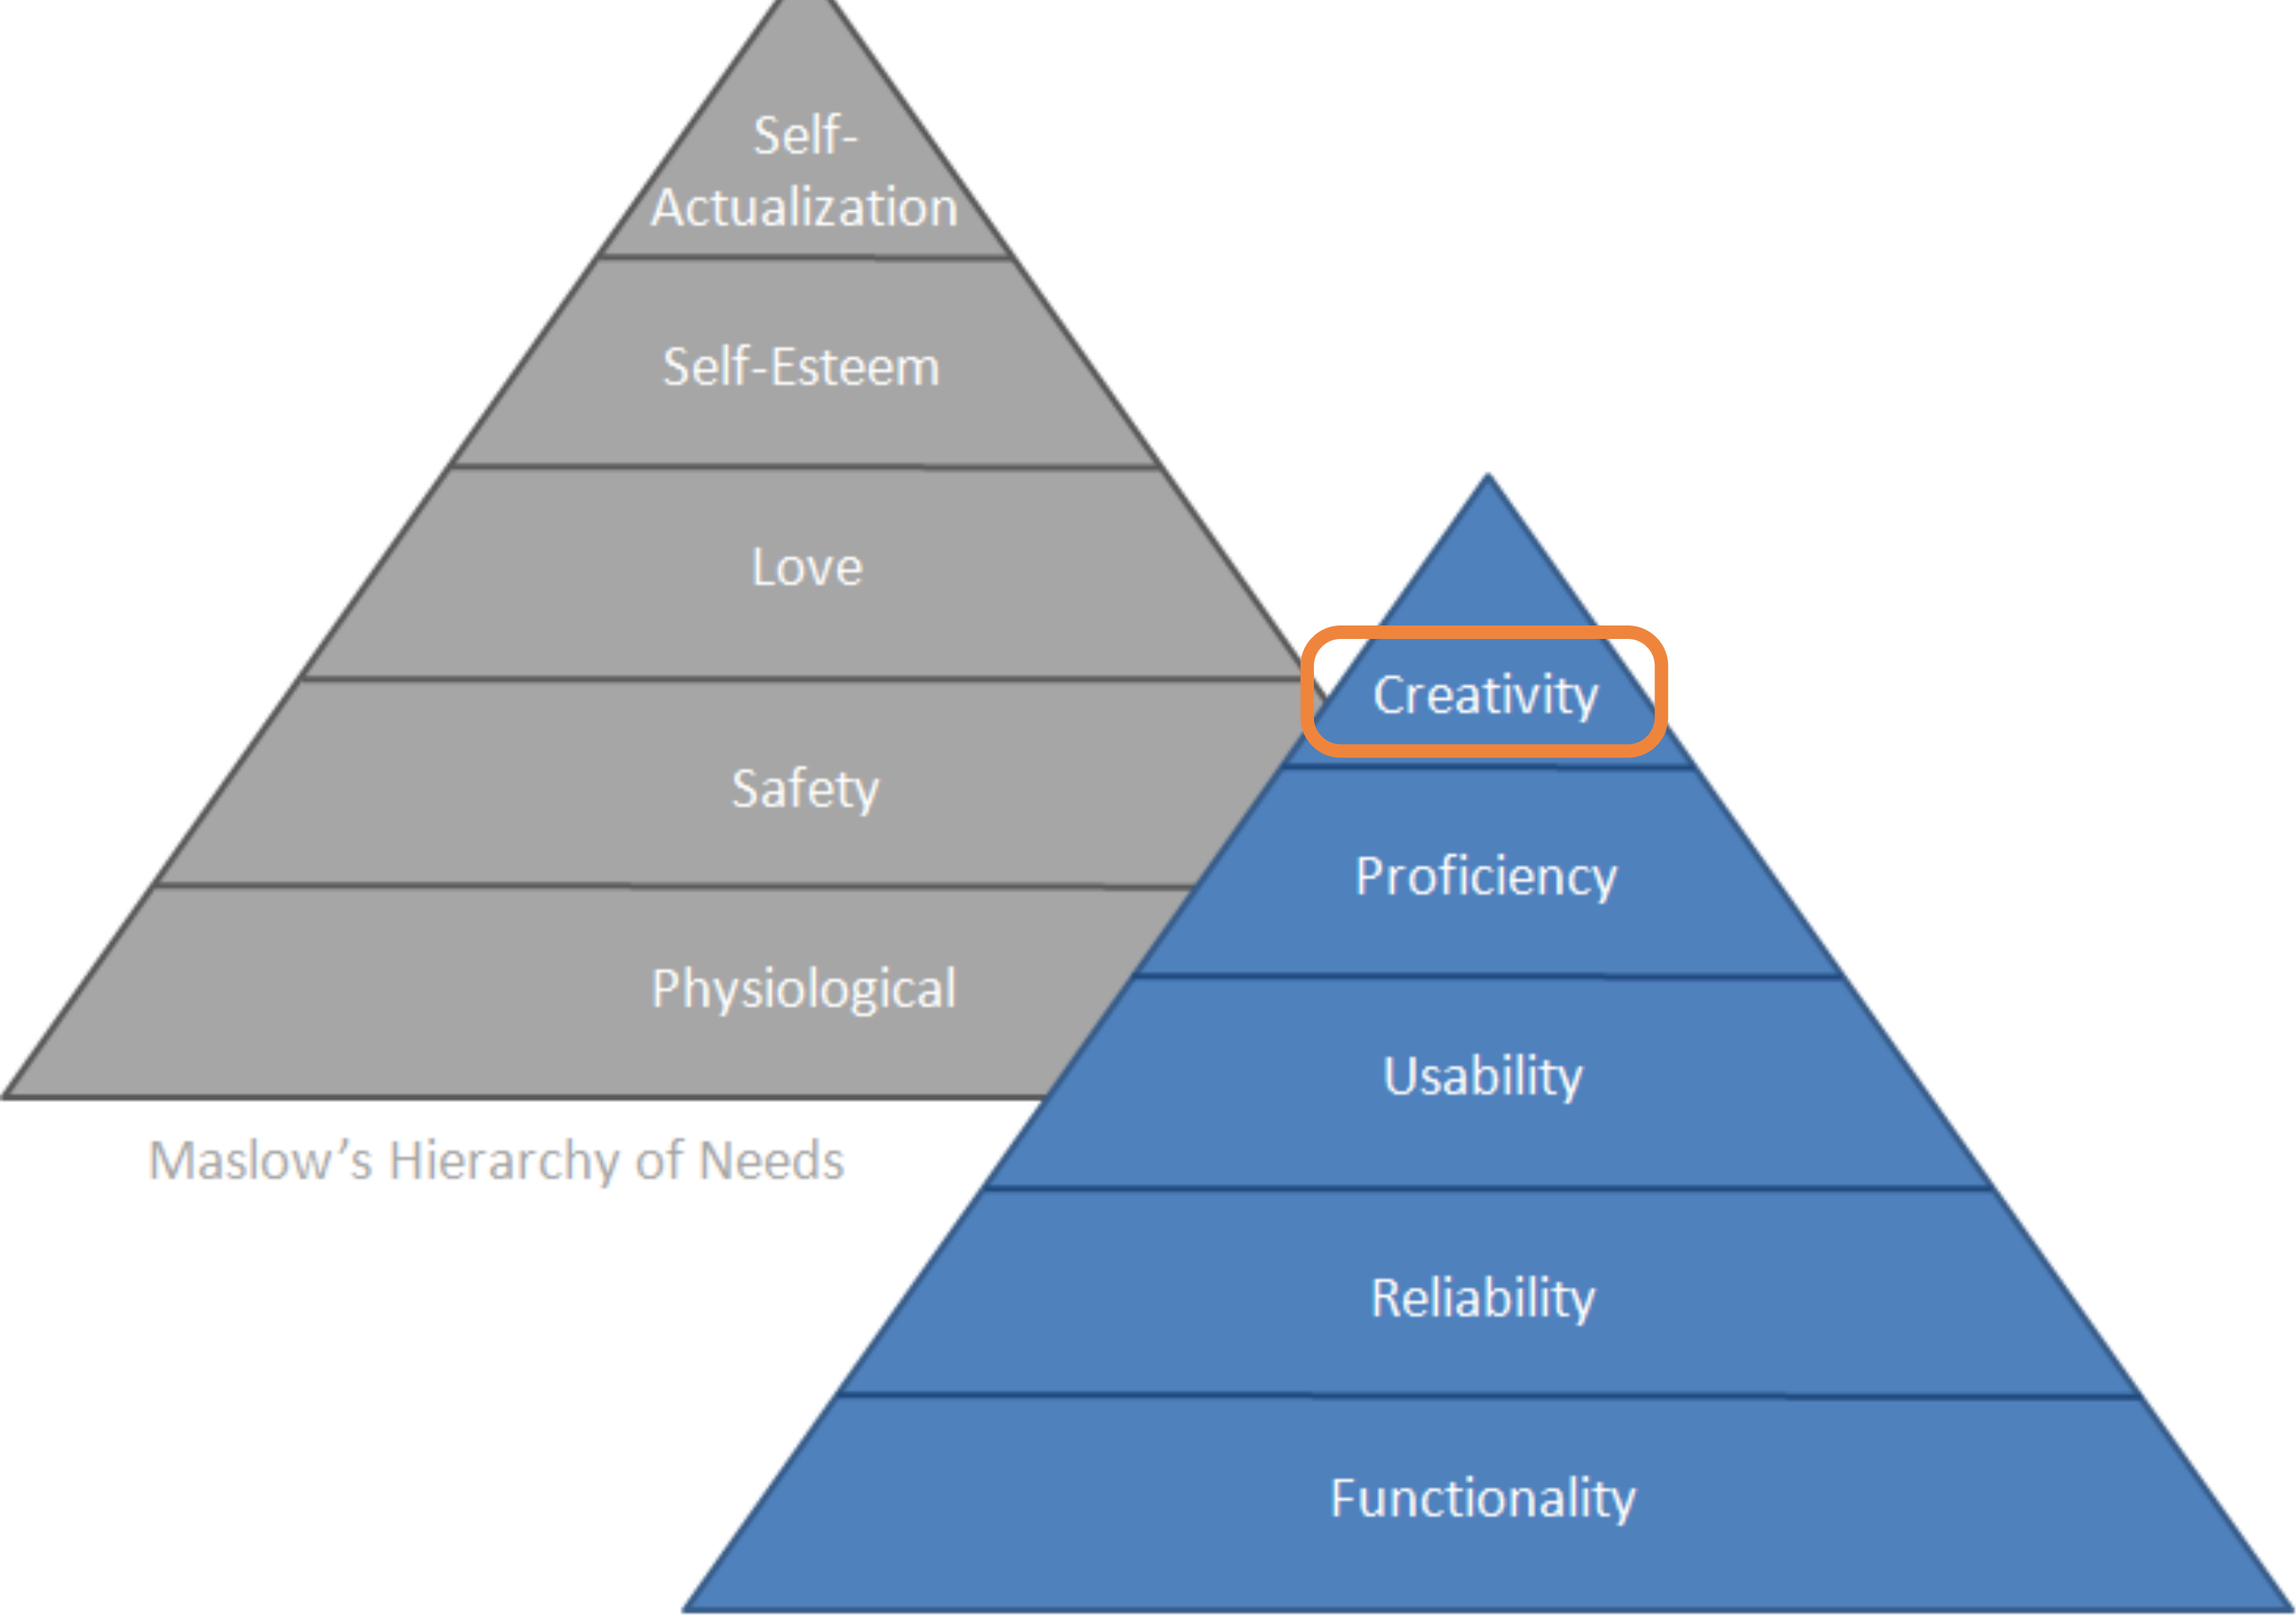 Self-
Actualization
Self-Esteem
Love
Safety
Physiological
Maslow’s Hierarchy of Needs
Creativity
Proficiency
Usability
Reliability
Functionality